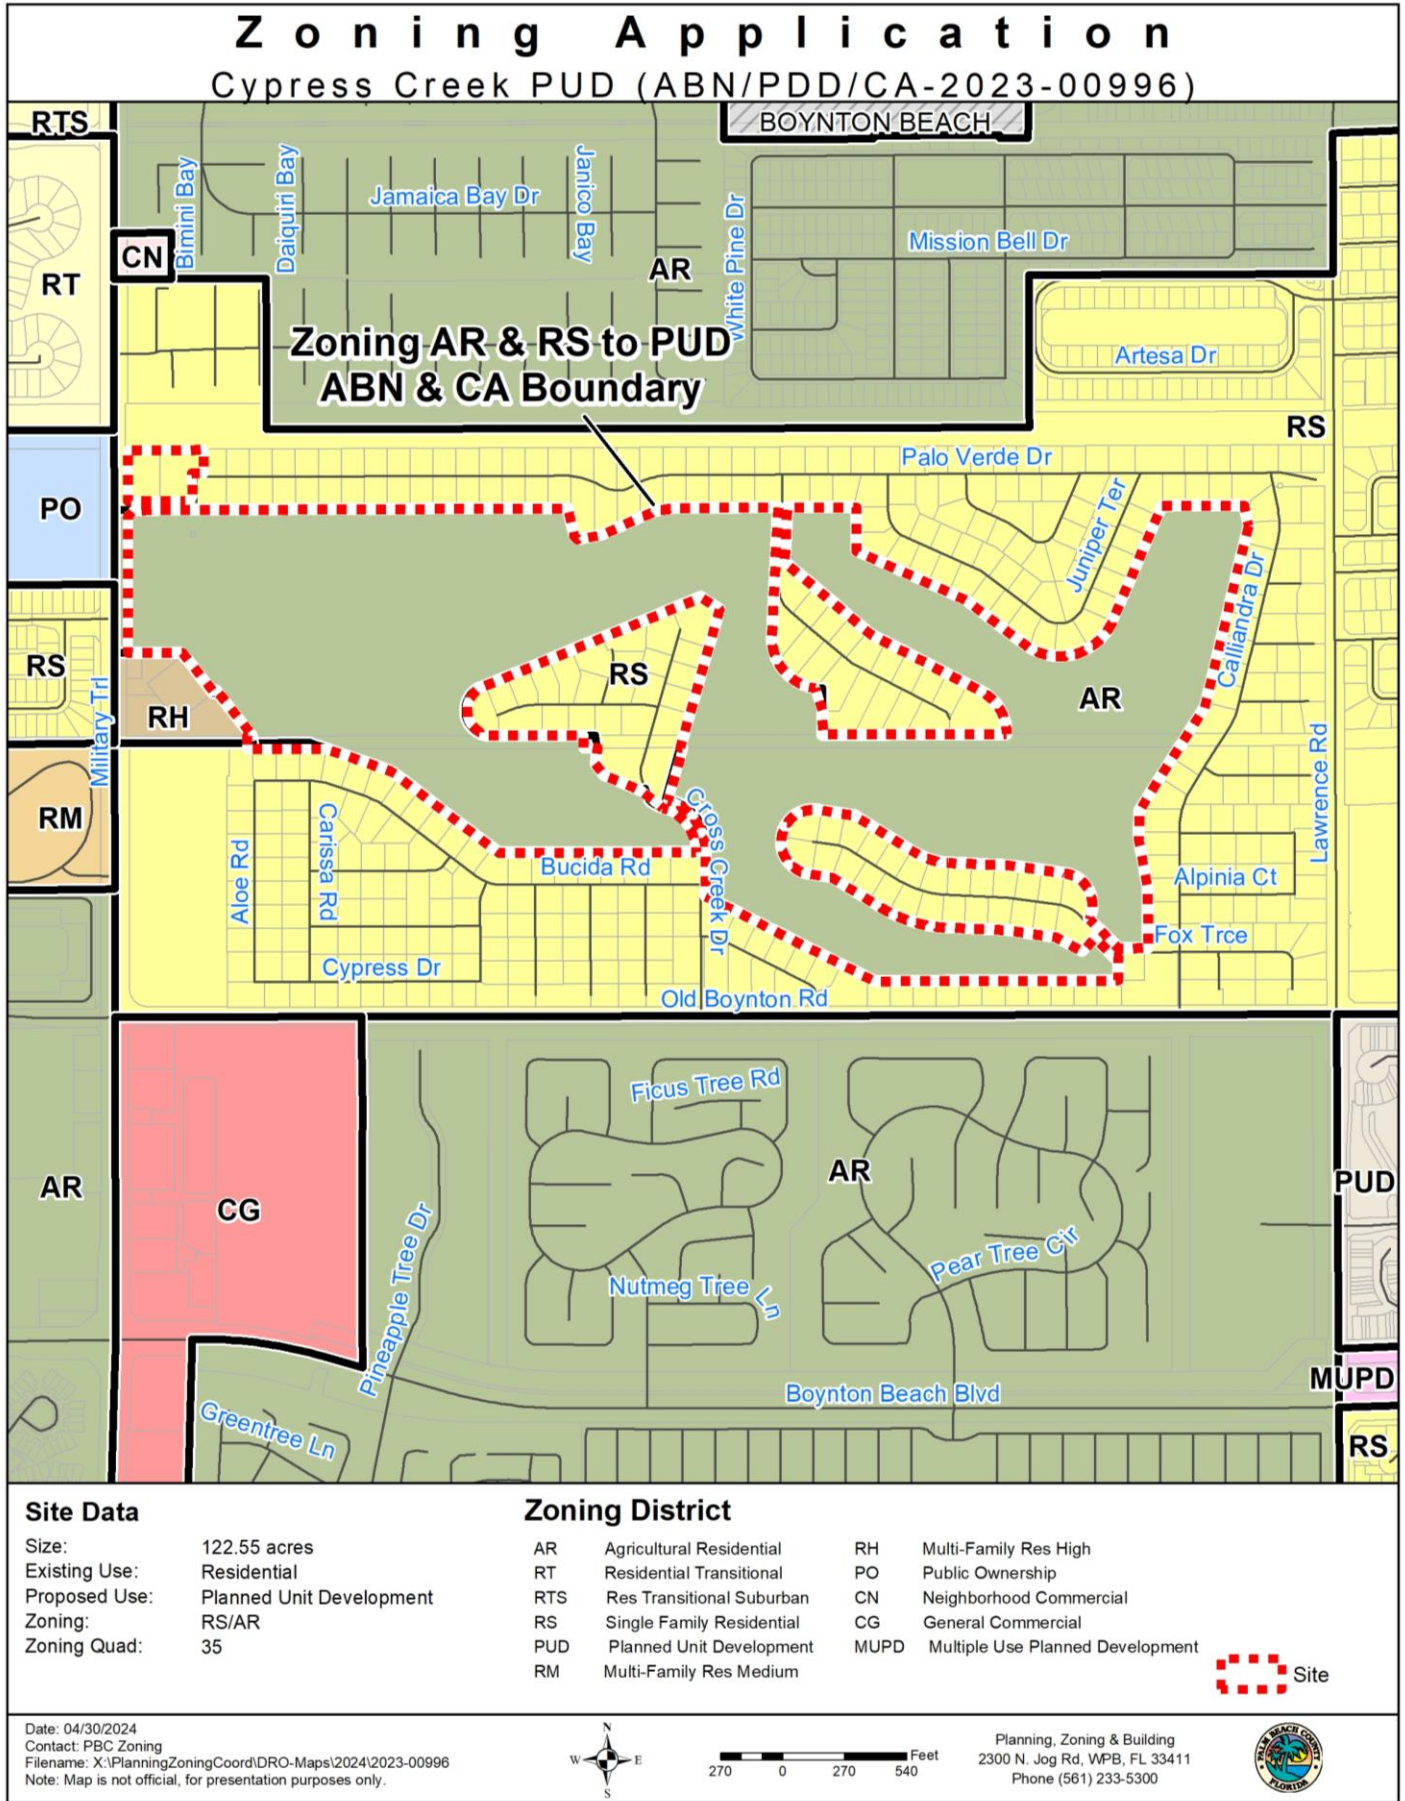 Zoning Application
Cypress Creek PUD (ABN/PDD/CA-2023-00996)
RTS
BOYNTON BEACH
Bimini Bay
Daiquiri Bay
Jamaica Bay Dr
Janico Bay
White Pine Dr
Mission Bell Dr
CN
RT
AR
Zoning AR & RS to PUD
ABN & CA Boundary
Artesa Dr
RS
Palo Verde Dr
PO
Juniper Ter
Calliandra Dr
RS
Military Trl
RH
RS
AR
RM
Lawrence Rd
Aloe Rd
Carissa Rd
Bucida Rd
Cross Creek Dr
Alpinia Ct
Fox Trce
Cypress Dr
Old Boynton Rd
Ficus Tree Rd
AR
CG
AR
PUD
Pineapple Tree Dr
Nutmeg Tree Ln
Pear Tree Cir
Boynton Beach Blvd
MUPD
Greentree Ln
RS
Site Data
Size: 122.55 acres
Existing Use: Residential
Proposed Use: Planned Unit Development
Zoning: RS/AR
Zoning Quad: 35
Zoning District
AR Agricultural Residential
RT Residential Transitional
RTS Res Transitional Suburban
RS Single Family Residential
PUD Planned Unit Development
RM Multi-Family Res Medium
RH Multi-Family Res High
PO Public Ownership
CN Neighborhood Commercial
CG General Commercial
MUPD Multiple Use Planned Development
Site
Date: 04/30/2024
Contact: PBC Zoning
Filename: X:\PlanningZoningCoord\DRO-Maps\2024\2023-00996
Note: Map is not official, for presentation purposes only.
N
W E
S
270 0 270 540 Feet
Planning, Zoning & Building
2300 N. Jog Rd, WPB, FL 33411
Phone (561) 233-5300
PALM BEACH COUNTY
FLORIDA